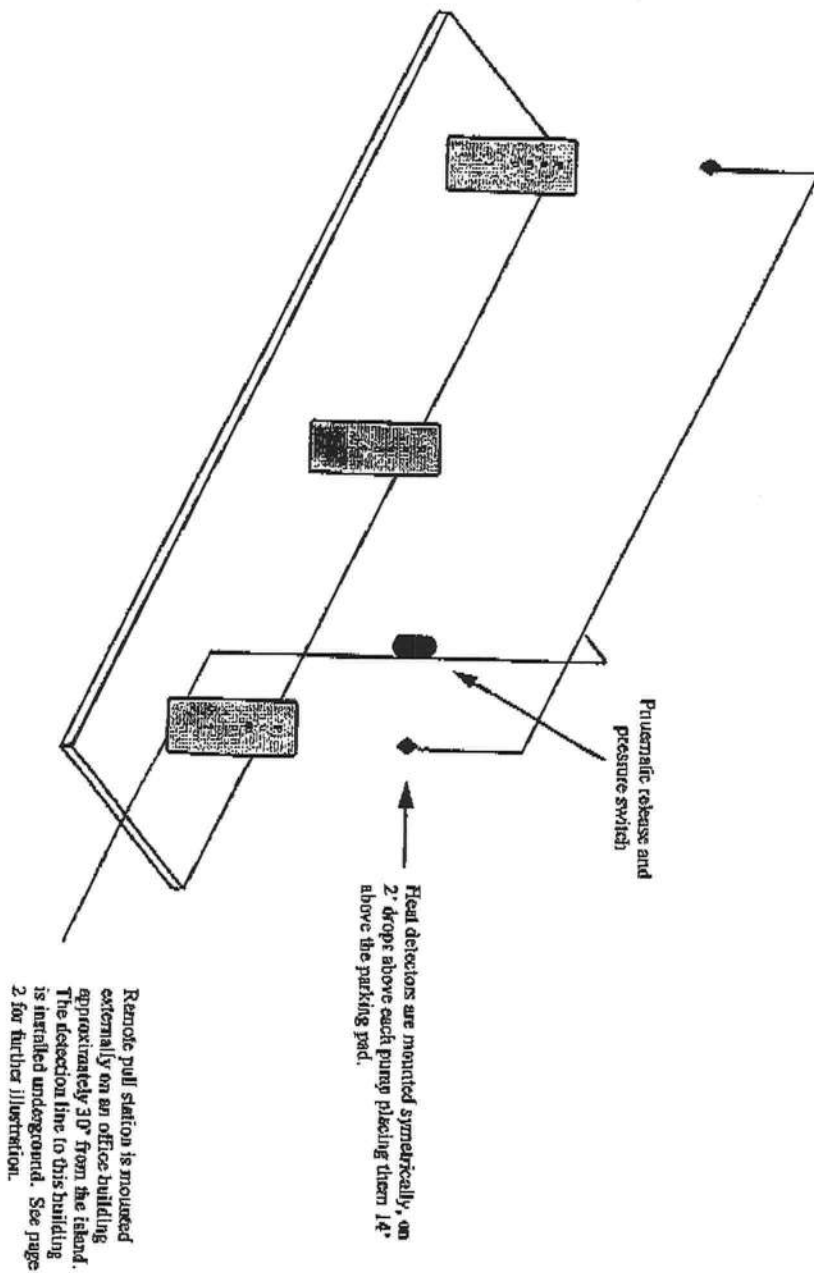 Pnuematic release and
pressure switch
Heat detectors are mounted symetrically, on
2' drops above each pump placing them 14'
above the parking pad.
Remote pull station is mounted
externally on an office building
approximately 30' from the island.
The detection line to this building
is installed underground. See page
2 for further illustration.